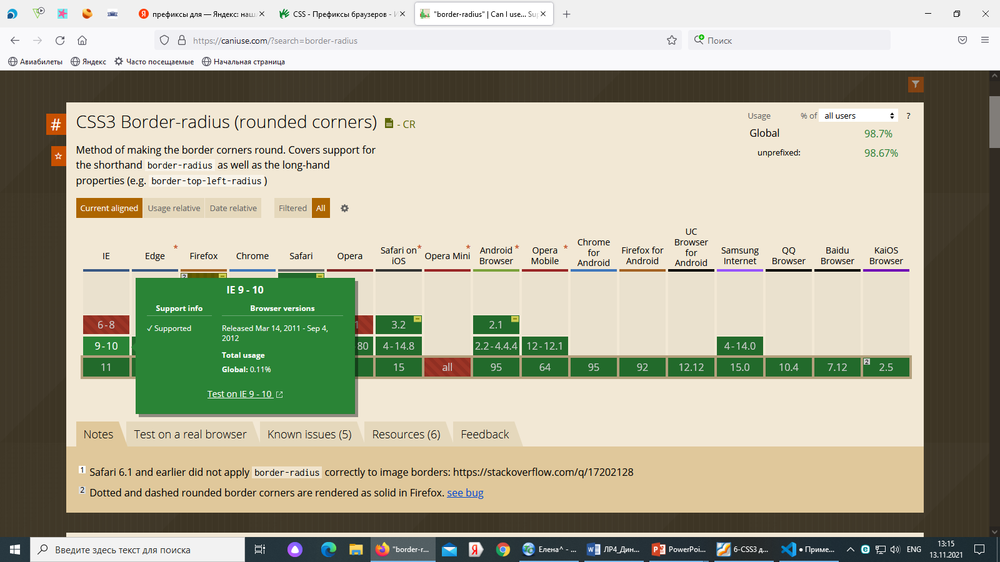 префиксы для — Яндекс: наш
CSS - Префиксы браузеров - И
"border-radius" | Can I use... Sup
https://caniuse.com/?search=border-radius
Поиск
Авиабилеты
Яндекс
Часто посещаемые
Начальная страница
#
CSS3 Border-radius (rounded corners)
- CR
Usage
% of
all users
?
Global
98.7%
unprefixed:
98.67%
Method of making the border corners round. Covers support for
the shorthand border-radius as well as the long-hand
properties (e.g. border-top-left-radius )
Current aligned
Usage relative
Date relative
Filtered
All
IE
Edge *
Firefox
Chrome
Safari
Opera
Safari on iOS *
Opera Mini *
Android Browser *
Opera Mobile *
Chrome for Android
Firefox for Android
UC Browser for Android
Samsung Internet
QQ Browser
Baidu Browser
KaiOS Browser
2
6-8
1
3.2
2.1
9-10
80
4-14.8
2.2-4.4.4
12-12.1
4-14.0
11
15
all
95
64
95
92
12.12
15.0
10.4
7.12
2
2.5
IE 9 - 10
Support info
Browser versions
✓ Supported
Released Mar 14, 2011 - Sep 4,
2012
Total usage
Global: 0.11%
Test on IE 9 - 10
Notes
Test on a real browser
Known issues (5)
Resources (6)
Feedback
1 Safari 6.1 and earlier did not apply border-radius correctly to image borders: https://stackoverflow.com/q/17202128
2 Dotted and dashed rounded border corners are rendered as solid in Firefox. see bug
Введите здесь текст для поиска
"border-r...
Елена^ - ...
ЛР4_Дин...
PowerPoi...
6-CSS3 д...
● Приме...
ENG
13:15
13.11.2021